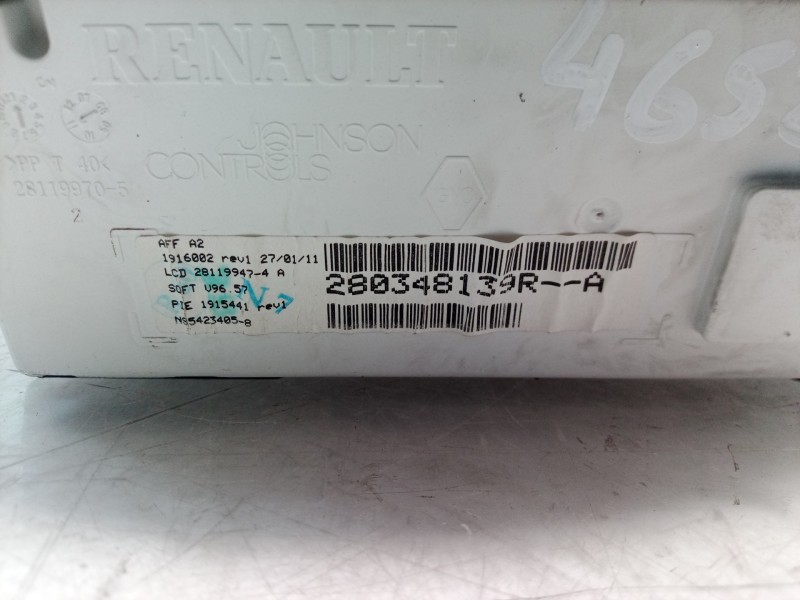 RENAULT
465
JOHNSON
CONTROLS
>PP T 40<
28119970-5
2
AFF A2
1916002 rev1 27/01/11
LCD 28119947-4 A
SOFT V96.57
PIE 1915441 rev1
NS5423405-8
280348139R--A